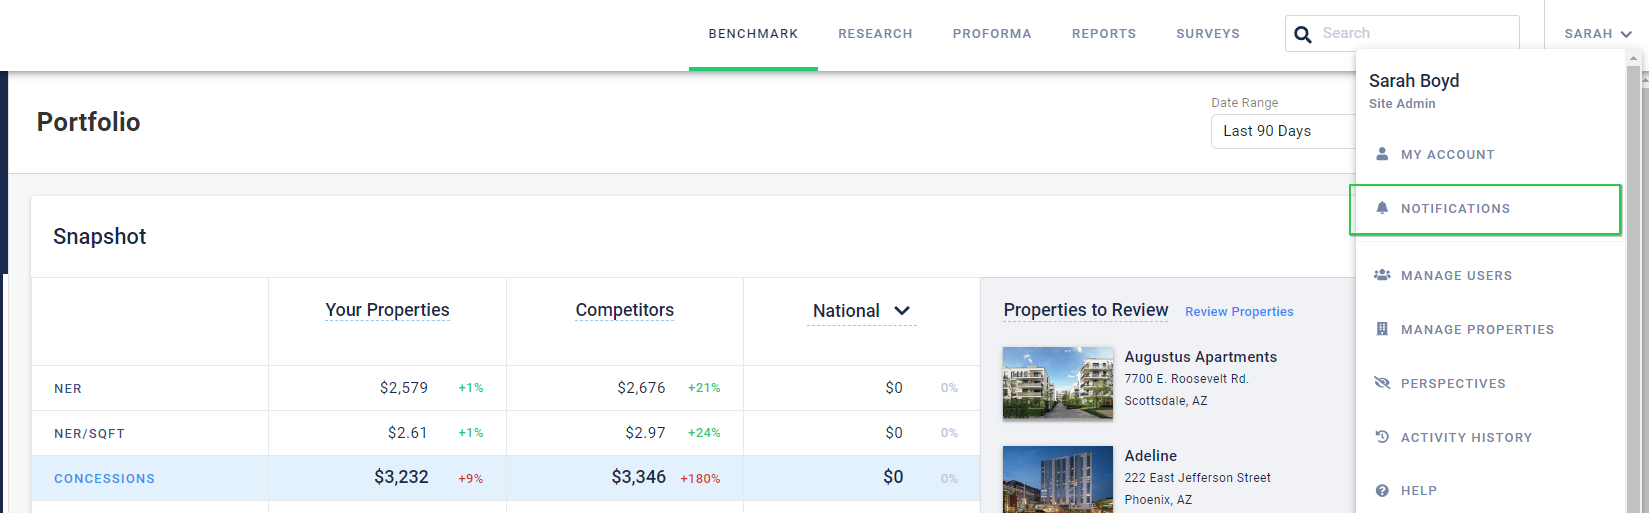 BENCHMARK RESEARCH PROFORMA REPORTS SURVEYS Search SARAH
Portfolio
Date Range
Last 90 Days
Sarah Boyd
Site Admin
MY ACCOUNT
NOTIFICATIONS
MANAGE USERS
MANAGE PROPERTIES
PERSPECTIVES
ACTIVITY HISTORY
HELP
Snapshot
Your Properties Competitors National
NER $2,579 +1% $2,676 +21% $0 0%
NER/SQFT $2.61 +1% $2.97 +24% $0 0%
CONCESSIONS $3,232 +9% $3,346 +180% $0 0%
Properties to Review Review Properties
Augustus Apartments
7700 E. Roosevelt Rd.
Scottsdale, AZ
Adeline
222 East Jefferson Street
Phoenix, AZ